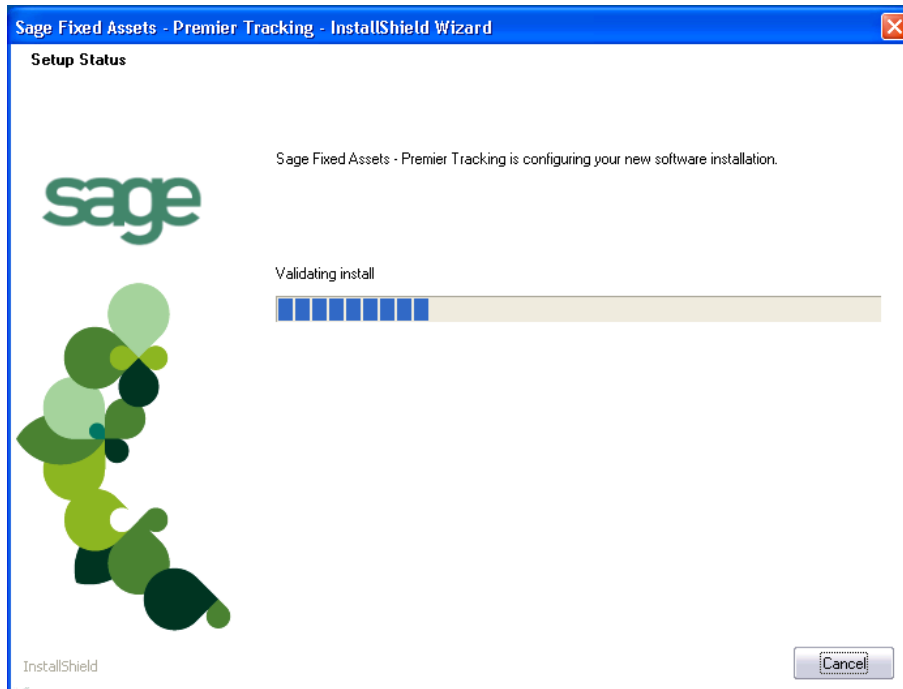 Sage Fixed Assets - Premier Tracking - InstallShield Wizard
Setup Status
Sage Fixed Assets - Premier Tracking is configuring your new software installation.
sage
Validating install
InstallShield
Cancel